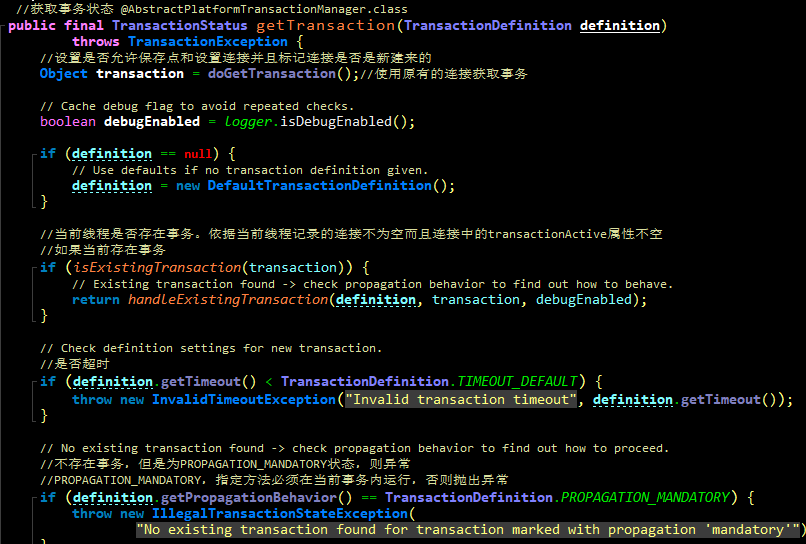 //获取事务状态 @AbstractPlatformTransactionManager.class
public final TransactionStatus getTransaction(TransactionDefinition definition)
throws TransactionException {
//设置是否允许保存点和设置连接并且标记连接是否是新建来的
Object transaction = doGetTransaction();//使用原有的连接获取事务
// Cache debug flag to avoid repeated checks.
boolean debugEnabled = logger.isDebugEnabled();
if (definition == null) {
// Use defaults if no transaction definition given.
definition = new DefaultTransactionDefinition();
}
//当前线程是否存在事务。依据当前线程记录的连接不为空而且连接中的transactionActive属性不空
//如果当前存在事务
if (isExistingTransaction(transaction)) {
// Existing transaction found -> check propagation behavior to find out how to behave.
return handleExistingTransaction(definition, transaction, debugEnabled);
}
// Check definition settings for new transaction.
//是否超时
if (definition.getTimeout() < TransactionDefinition.TIMEOUT_DEFAULT) {
throw new InvalidTimeoutException("Invalid transaction timeout", definition.getTimeout());
}
// No existing transaction found -> check propagation behavior to find out how to proceed.
//不存在事务，但是为PROPAGATION_MANDATORY状态，则异常
//PROPAGATION_MANDATORY，指定方法必须在当前事务内运行，否则抛出异常
if (definition.getPropagationBehavior() == TransactionDefinition.PROPAGATION_MANDATORY) {
throw new IllegalTransactionStateException(
"No existing transaction found for transaction marked with propagation 'mandatory'")
}